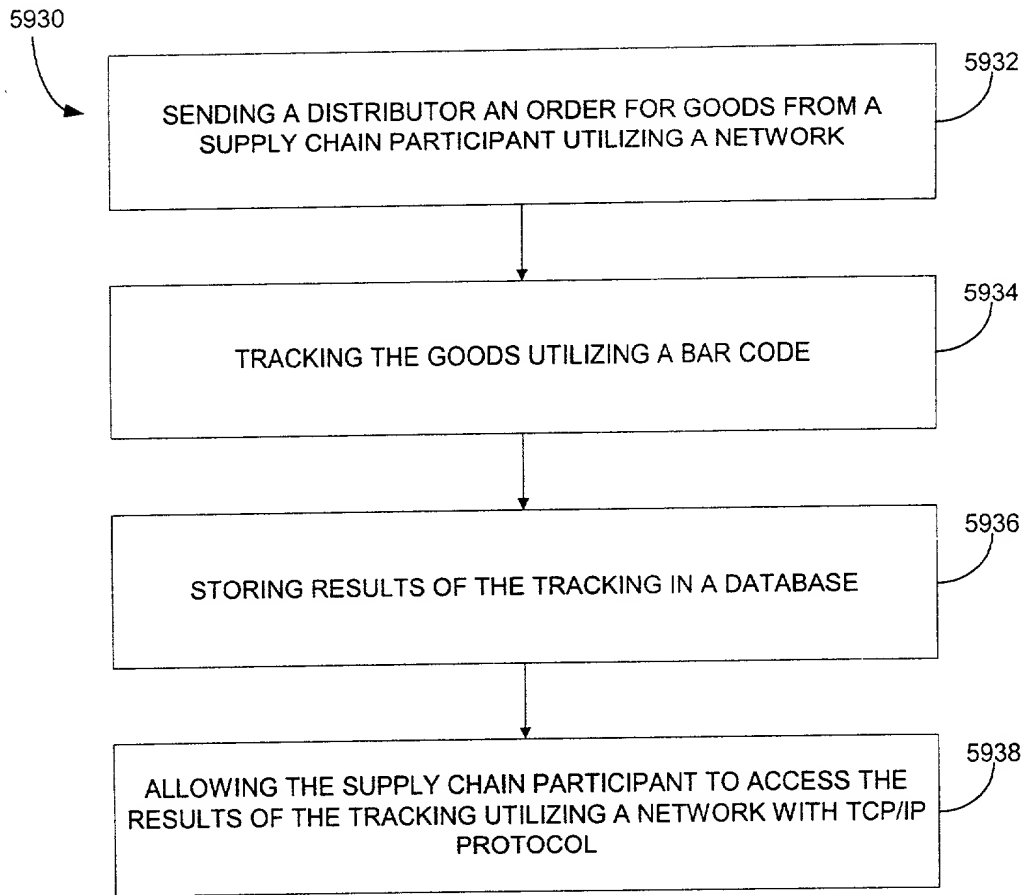 5930
5932
SENDING A DISTRIBUTOR AN ORDER FOR GOODS FROM A
SUPPLY CHAIN PARTICIPANT UTILIZING A NETWORK
5934
TRACKING THE GOODS UTILIZING A BAR CODE
5936
STORING RESULTS OF THE TRACKING IN A DATABASE
5938
ALLOWING THE SUPPLY CHAIN PARTICIPANT TO ACCESS THE
RESULTS OF THE TRACKING UTILIZING A NETWORK WITH TCP/IP
PROTOCOL